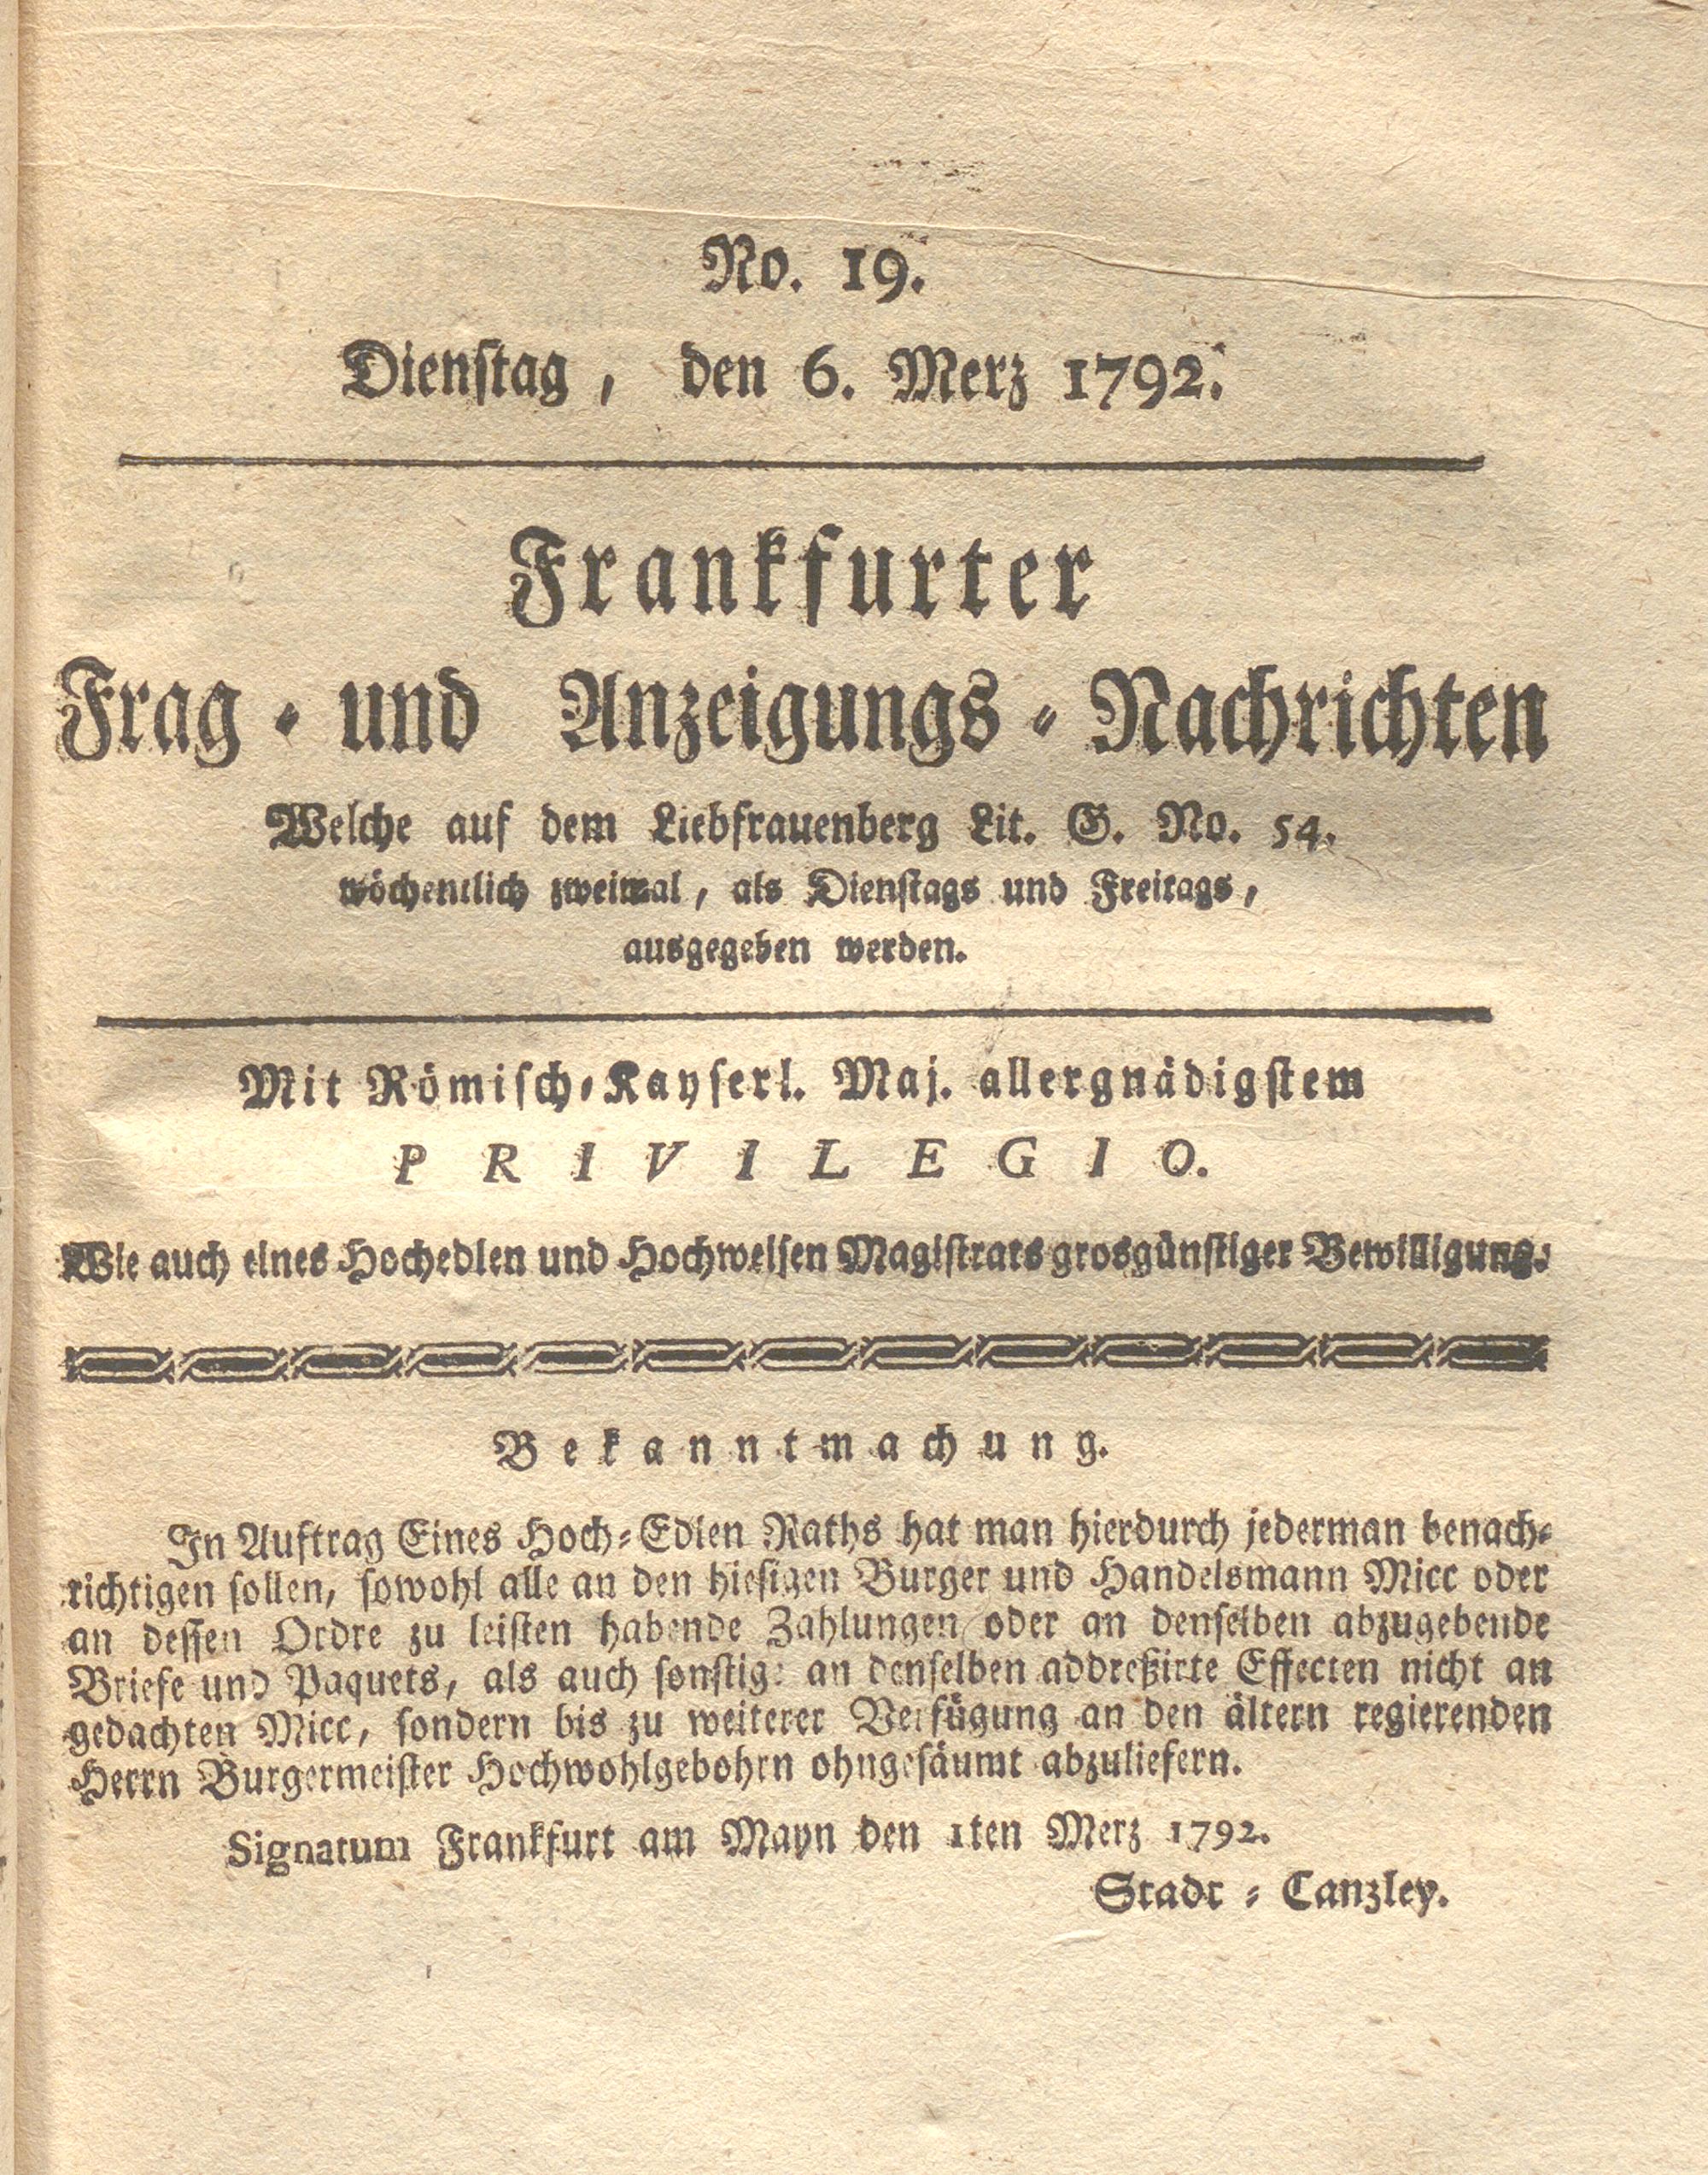 No. 19.
Dienstag, den 6. Merz 1792.
Frankfurter
Frag- und Anzeigungs-Nachrichten
Welche auf dem Liebfrauenberg Lit. G. No. 54.
wöchentlich zweimal, als Dienstags und Freitags,
ausgegeben werden.
Mit Römisch-Kayserl. Maj. allergnädigstem
PRIVILEGIO.
Wie auch eines Hochedlen und Hochweisen Magistrats grosgünstiger Bewilligung.
Bekanntmachung.
In Auftrag Eines Hoch-Edlen Raths hat man hierdurch jederman benach-
richtigen sollen, sowohl alle an den hiesigen Burger und Handelsmann Micc oder
an dessen Ordre zu leisten habende Zahlungen oder an denselben abzugebende
Briefe und Paquets, als auch sonstige an denselben addreßirte Effecten nicht an
gedachten Micc, sondern bis zu weiterer Verfügung an den ältern regierenden
Herrn Burgermeister Hochwohlgebohrn ohngesäumt abzuliefern.
Signatum Frankfurt am Mayn den 1ten Merz 1792.
Stadt-Canzley.